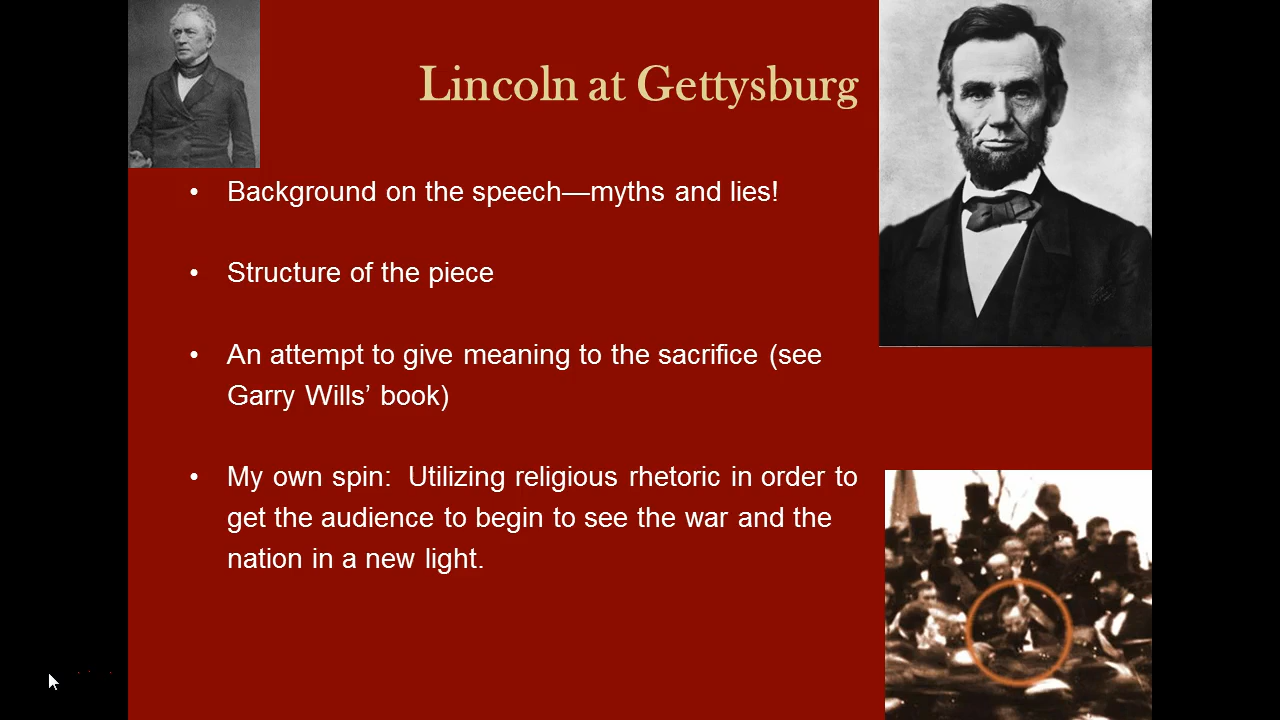 Lincoln at Gettysburg
• Background on the speech—myths and lies!
• Structure of the piece
• An attempt to give meaning to the sacrifice (see
Garry Wills’ book)
• My own spin:  Utilizing religious rhetoric in order to
get the audience to begin to see the war and the
nation in a new light.